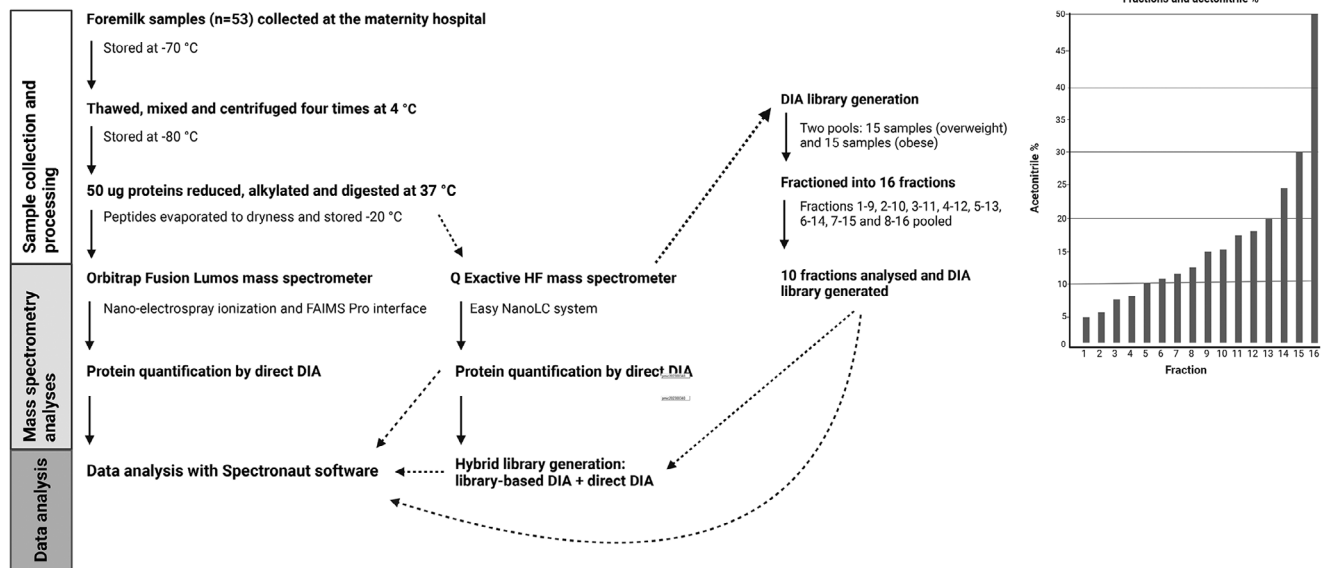 Sample collection and
processing
Mass spectrometry
analyses
Data analysis
Foremilk samples (n=53) collected at the maternity hospital
Stored at -70 °C
Thawed, mixed and centrifuged four times at 4 °C
Stored at -80 °C
50 ug proteins reduced, alkylated and digested at 37 °C
Peptides evaporated to dryness and stored -20 °C
Orbitrap Fusion Lumos mass spectrometer
Nano-electrospray ionization and FAIMS Pro interface
Protein quantification by direct DIA
Data analysis with Spectronaut software
Q Exactive HF mass spectrometer
Easy NanoLC system
Protein quantification by direct DIA
Hybrid library generation:
library-based DIA + direct DIA
DIA library generation
Two pools: 15 samples (overweight)
and 15 samples (obese)
Fractioned into 16 fractions
Fractions 1-9, 2-10, 3-11, 4-12, 5-13,
6-14, 7-15 and 8-16 pooled
10 fractions analysed and DIA
library generated
Fractions and acetonitrile %
Acetonitrile %
50
40
35
30
25
20
15
10
5
0
1 2 3 4 5 6 7 8 9 10 11 12 13 14 15 16
Fraction